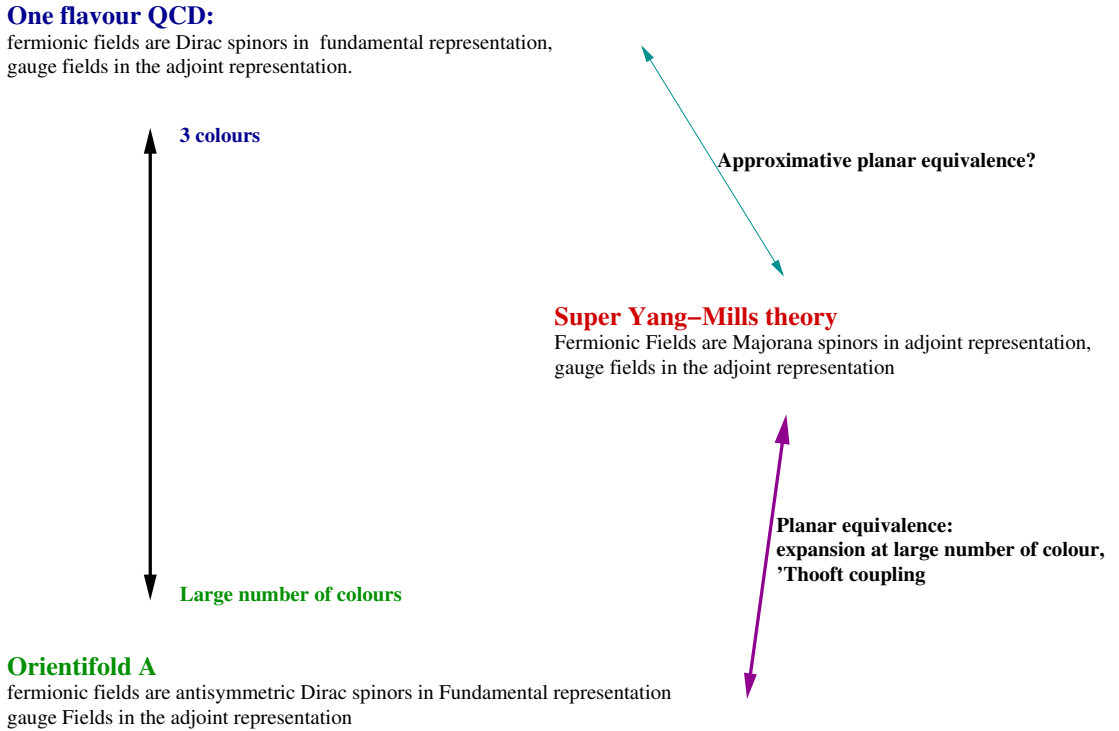 One flavour QCD:
fermionic fields are Dirac spinors in fundamental representation,
gauge fields in the adjoint representation.
3 colours
Approximative planar equivalence?
Super Yang−Mills theory
Fermionic Fields are Majorana spinors in adjoint representation,
gauge fields in the adjoint representation
Planar equivalence:
expansion at large number of colour,
’Thooft coupling
Large number of colours
Orientifold A
fermionic fields are antisymmetric Dirac spinors in Fundamental representation
gauge Fields in the adjoint representation